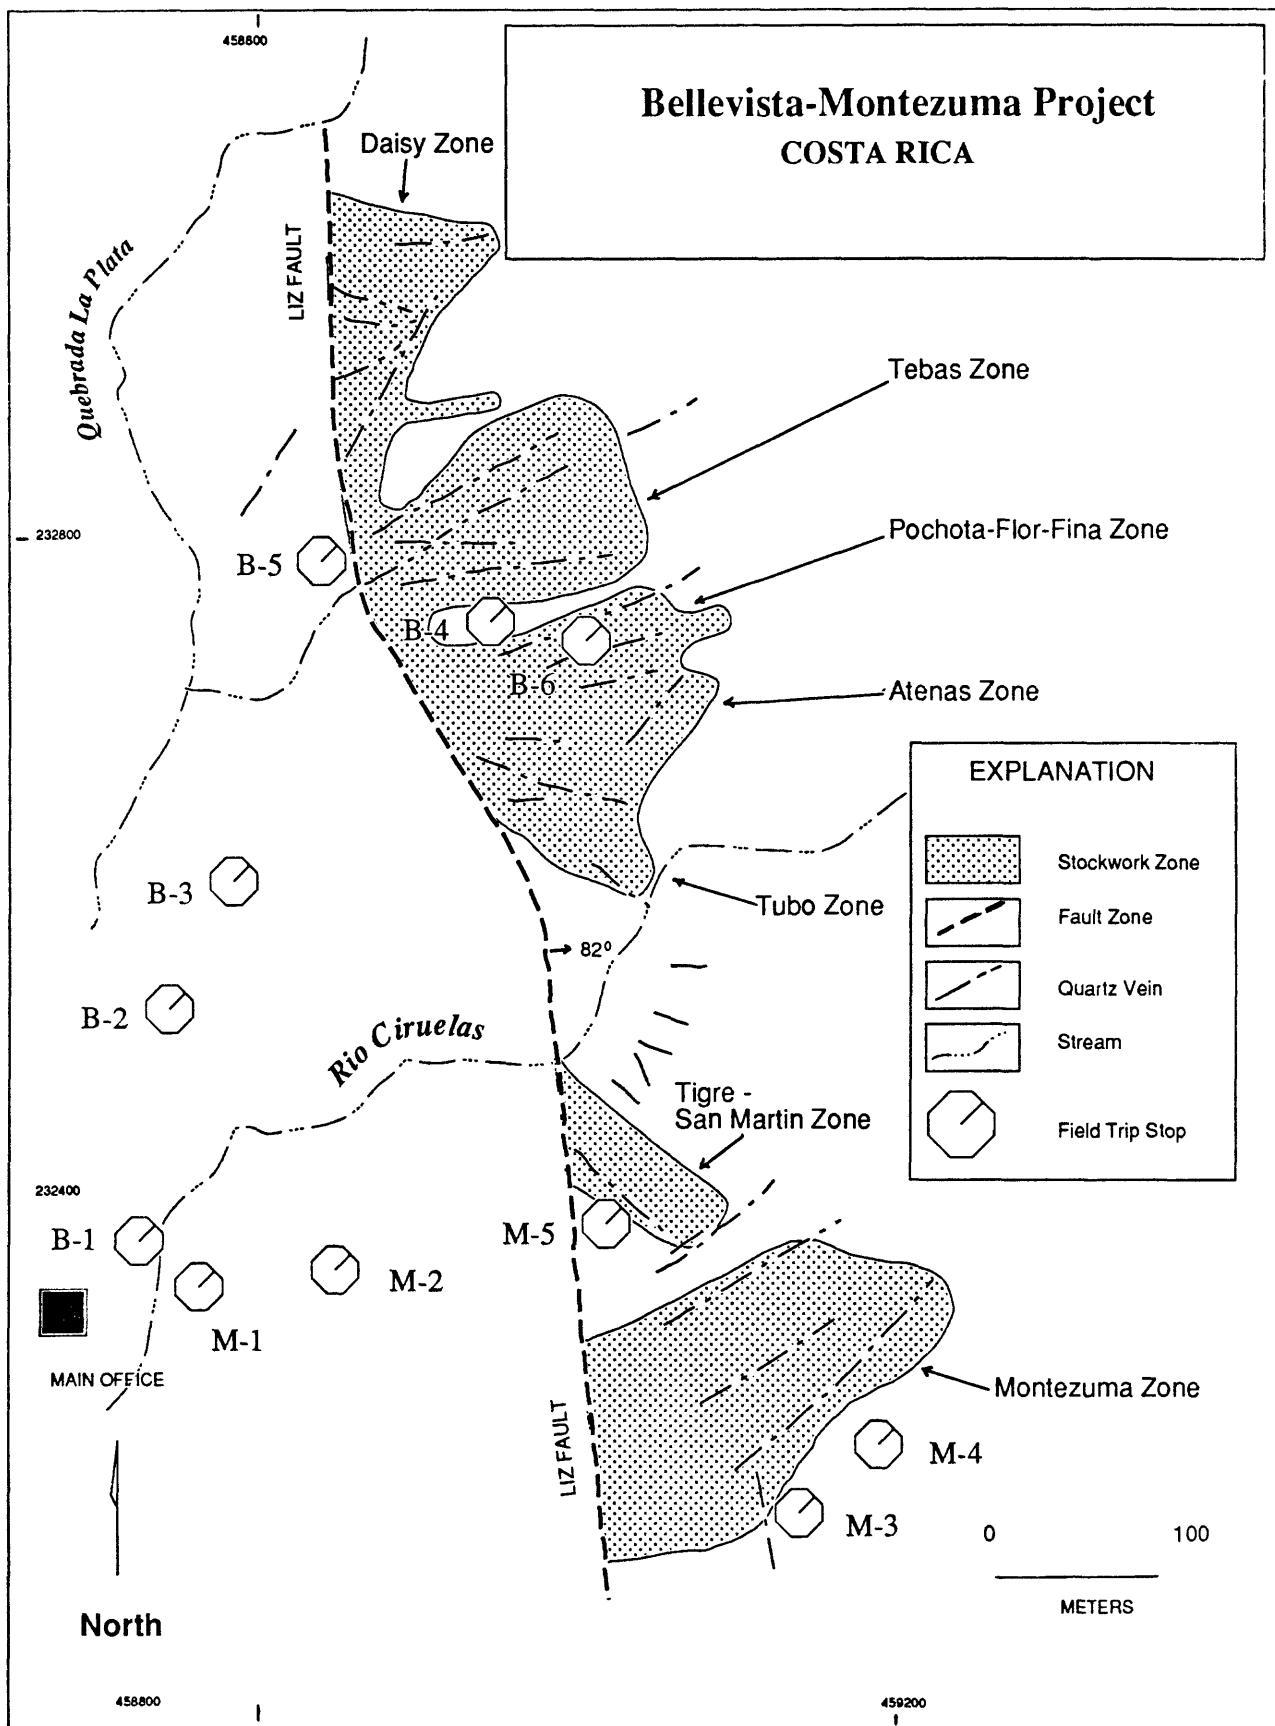 458800
Bellevista-Montezuma Project
COSTA RICA
Daisy Zone
LIZ FAULT
Quebrada La Plata
Tebas Zone
Pochota-Flor-Fina Zone
232800
B-5
B-4
B-6
Atenas Zone
EXPLANATION
Stockwork Zone
Fault Zone
Quartz Vein
Stream
Field Trip Stop
B-3
Tubo Zone
82⁰
B-2
Rio Ciruelas
Tigre -
San Martin Zone
232400
B-1
M-5
M-2
M-1
MAIN OFFICE
Montezuma Zone
LIZ FAULT
M-4
M-3
0 100
METERS
North
458800
459200